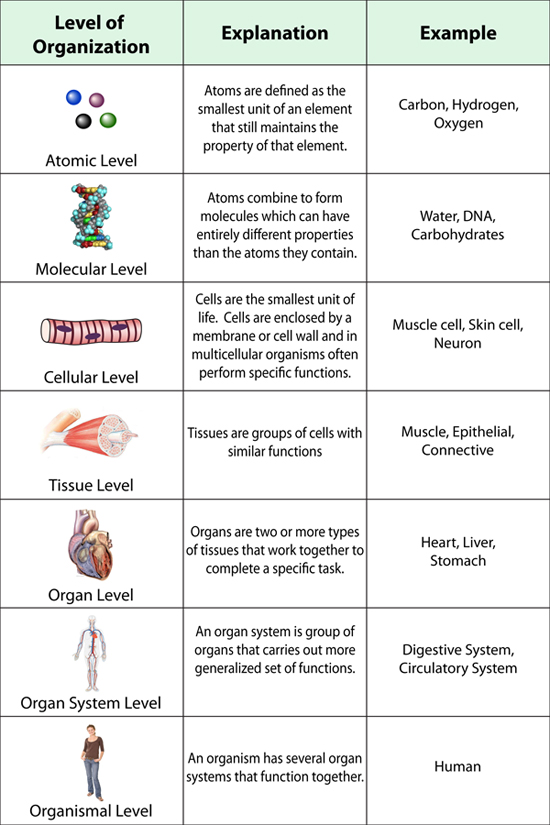 Level of
Organization
Explanation
Example
Atomic Level
Atoms are defined as the
smallest unit of an element
that still maintains the
property of that element.
Carbon, Hydrogen,
Oxygen
Molecular Level
Atoms combine to form
molecules which can have
entirely different properties
than the atoms they contain.
Water, DNA,
Carbohydrates
Cellular Level
Cells are the smallest unit of
life. Cells are enclosed by a
membrane or cell wall and in
multicellular organisms often
perform specific functions.
Muscle cell, Skin cell,
Neuron
Tissue Level
Tissues are groups of cells with
similar functions
Muscle, Epithelial,
Connective
Organ Level
Organs are two or more types
of tissues that work together to
complete a specific task.
Heart, Liver,
Stomach
Organ System Level
An organ system is group of
organs that carries out more
generalized set of functions.
Digestive System,
Circulatory System
Organismal Level
An organism has several organ
systems that function together.
Human